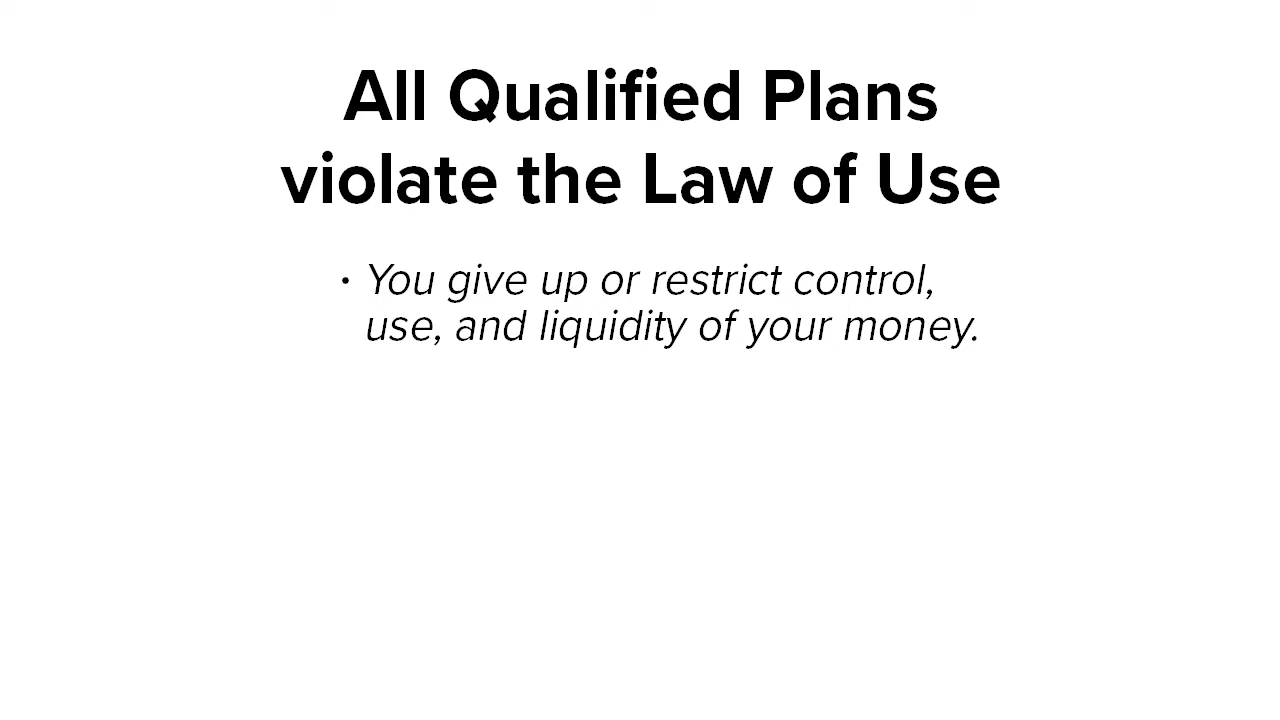 All Qualified Plans
violate the Law of Use
· You give up or restrict control,
use, and liquidity of your money.